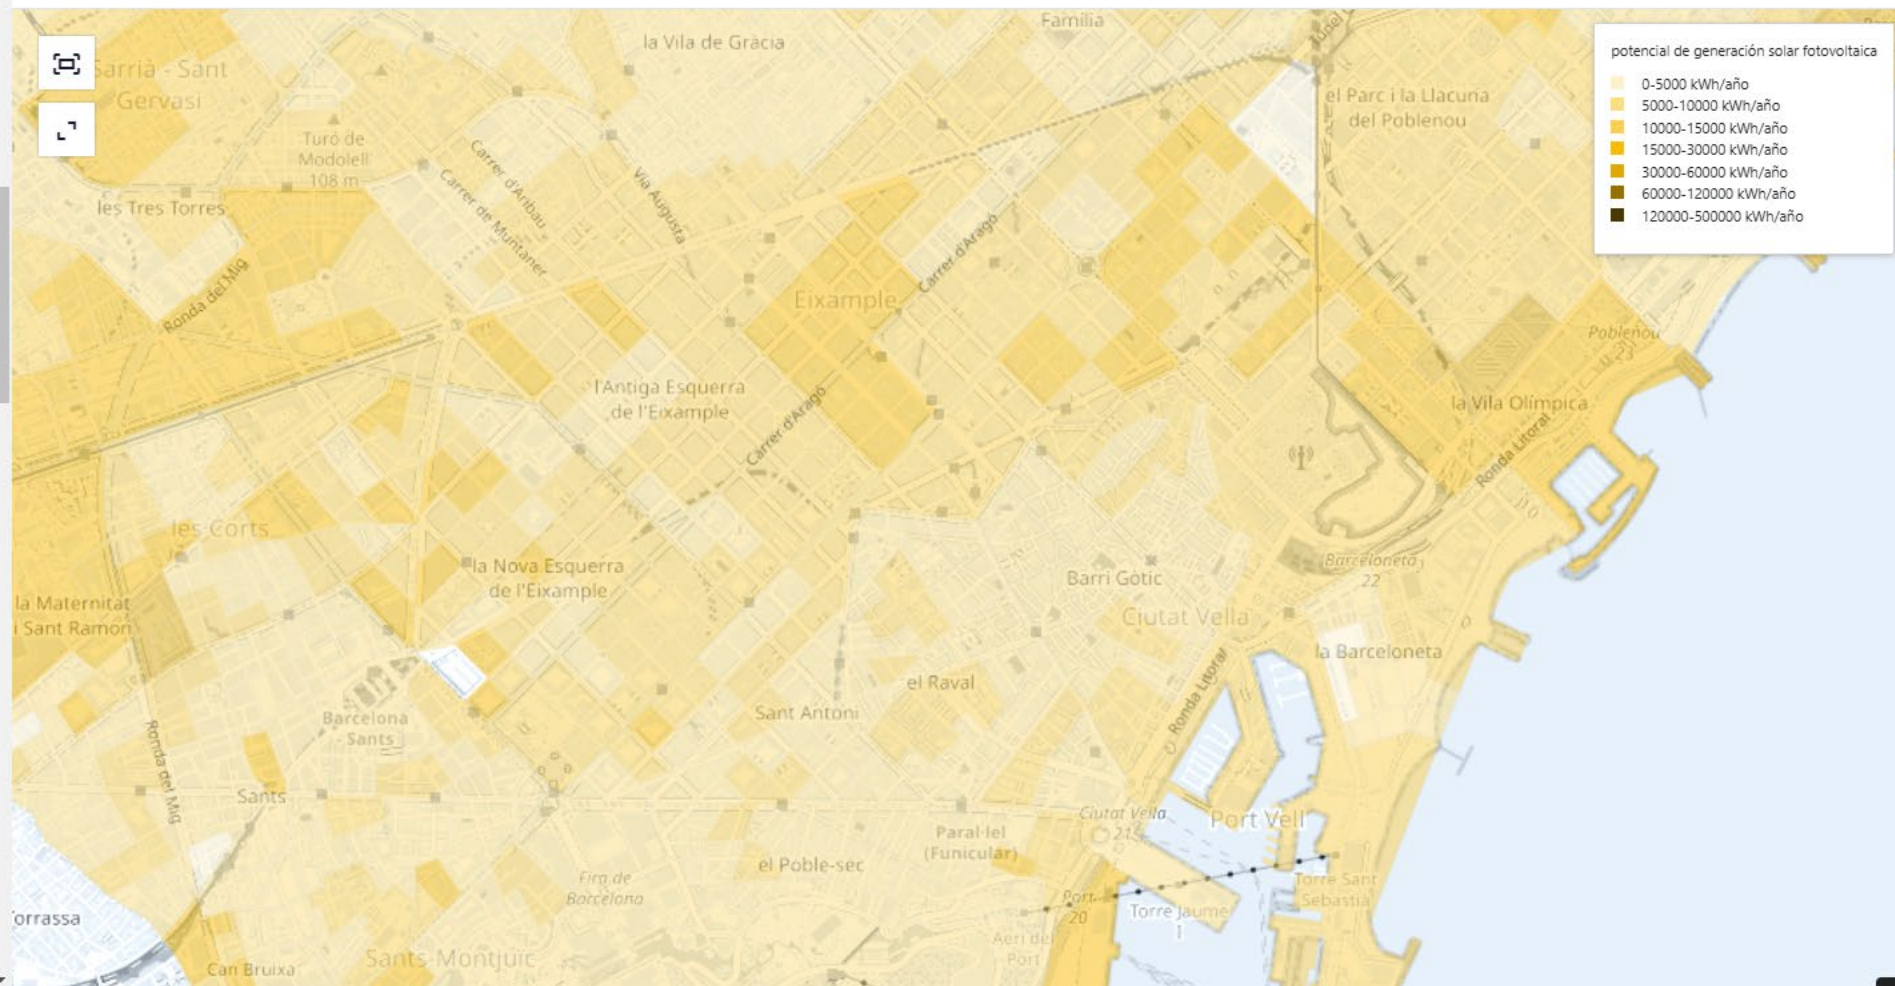 Familia
la Vila de Gràcia
Sarrià - Sant
Gervasi
Turó de
Modolell
108 m
les Tres Torres
Carrer d'Aribau
Carrer de Muntaner
Via Augusta
Ronda del Mig
Eixample
Carrer d'Aragó
el Parc i la Llacuna
del Poblenou
potencial de generación solar fotovoltaica
0-5000 kWh/año
5000-10000 kWh/año
10000-15000 kWh/año
15000-30000 kWh/año
30000-60000 kWh/año
60000-120000 kWh/año
120000-500000 kWh/año
Poblenou
23
l'Antiga Esquerra
de l'Eixample
Carrer d'Aragó
la Vila Olímpica
Ronda Litoral
les Corts
la Nova Esquerra
de l'Eixample
Barri Gòtic
Ciutat Vella
Barceloneta
22
la Maternitat
i Sant Ramon
la Barceloneta
el Raval
Sant Antoni
Ronda Litoral
Barcelona
- Sants
Ronda del Mig
Sants
Ciutat Vella
21
Port Vell
Paral·lel
(Funicular)
el Poble-sec
Fira de
Barcelona
Port
20
Torre Jaume
I
Torre Sant
Sebastià
Aeri del
Port
Torrassa
Can Bruixa
Sants-Montjuïc